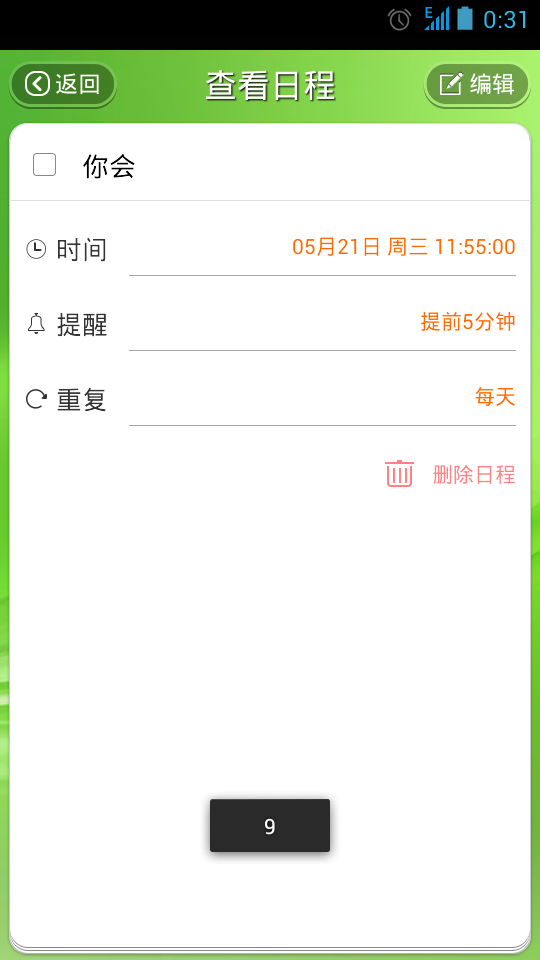 E 0:31
返回 查看日程 编辑
你会
时间 05月21日 周三 11:55:00
提醒 提前5分钟
重复 每天
删除日程
9